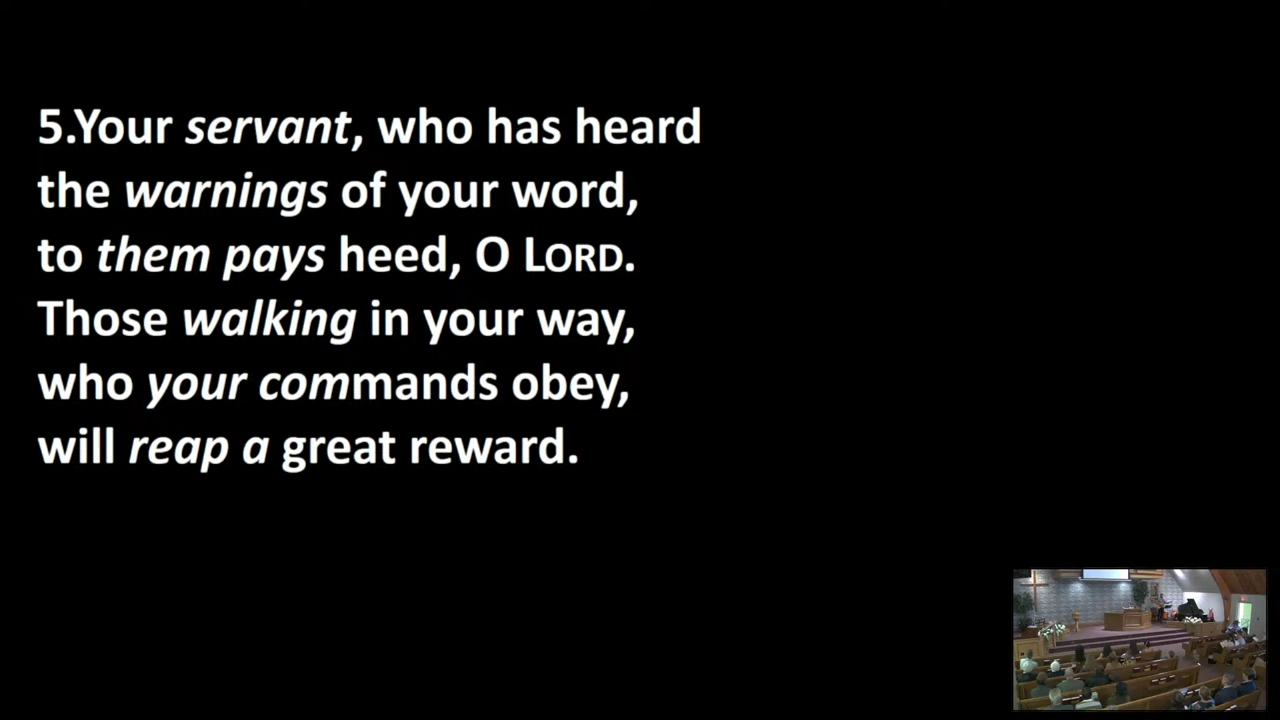 5.Your servant, who has heard
the warnings of your word,
to them pays heed, O LORD.
Those walking in your way,
who your commands obey,
will reap a great reward.